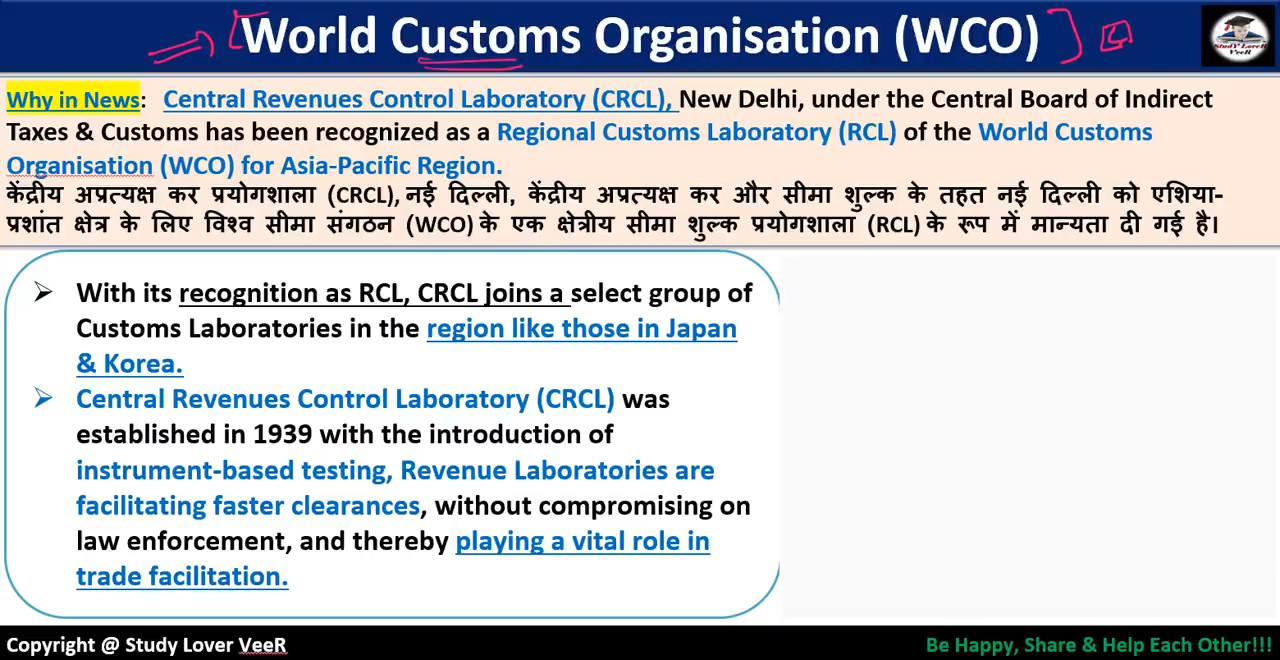 World Customs Organisation (WCO)
StudY LoveR
VeeR
Why in News: Central Revenues Control Laboratory (CRCL), New Delhi, under the Central Board of Indirect
Taxes & Customs has been recognized as a Regional Customs Laboratory (RCL) of the World Customs
Organisation (WCO) for Asia-Pacific Region.
केंद्रीय अप्रत्यक्ष कर प्रयोगशाला (CRCL), नई दिल्ली, केंद्रीय अप्रत्यक्ष कर और सीमा शुल्क के तहत नई दिल्ली को एशिया-
प्रशांत क्षेत्र के लिए विश्व सीमा संगठन (WCO) के एक क्षेत्रीय सीमा शुल्क प्रयोगशाला (RCL) के रूप में मान्यता दी गई है।
➢ With its recognition as RCL, CRCL joins a select group of
Customs Laboratories in the region like those in Japan
& Korea.
➢ Central Revenues Control Laboratory (CRCL) was
established in 1939 with the introduction of
instrument-based testing, Revenue Laboratories are
facilitating faster clearances, without compromising on
law enforcement, and thereby playing a vital role in
trade facilitation.
Copyright @ Study Lover VeeR
Be Happy, Share & Help Each Other!!!